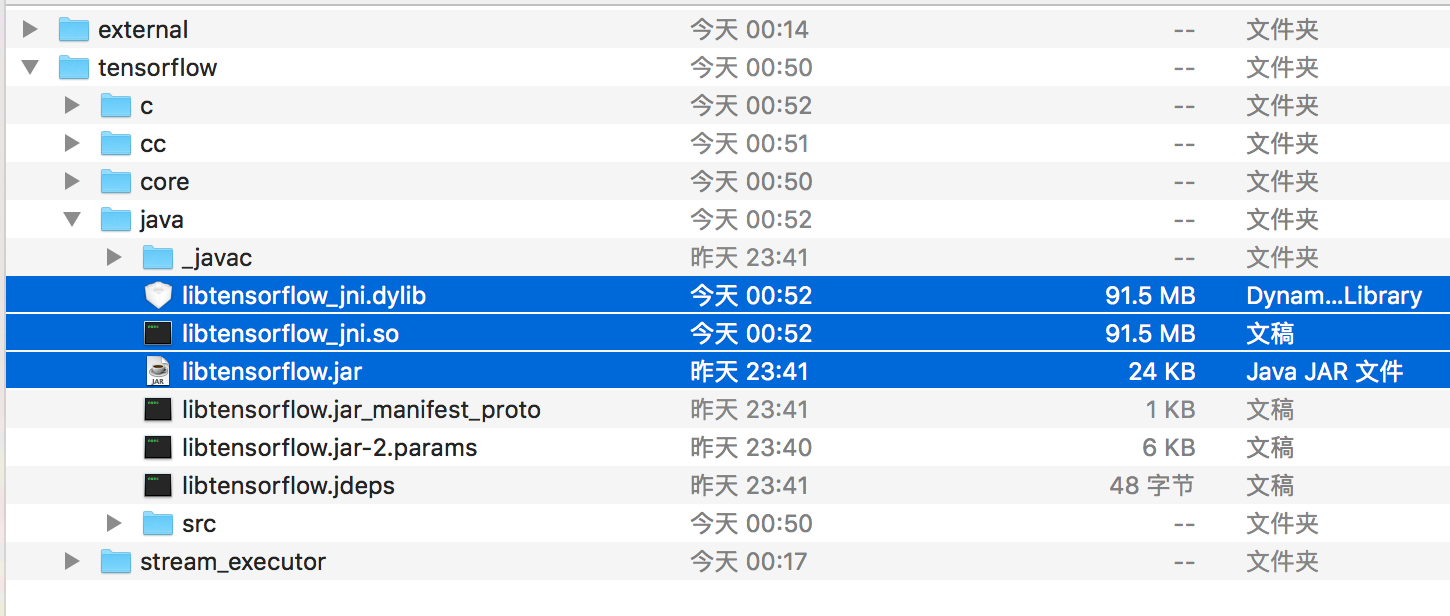 external 今天 00:14 -- 文件夹
tensorflow 今天 00:50 -- 文件夹
c 今天 00:52 -- 文件夹
cc 今天 00:51 -- 文件夹
core 今天 00:50 -- 文件夹
java 今天 00:52 -- 文件夹
_javac 昨天 23:41 -- 文件夹
libtensorflow_jni.dylib 今天 00:52 91.5 MB Dynam...Library
libtensorflow_jni.so 今天 00:52 91.5 MB 文稿
libtensorflow.jar 昨天 23:41 24 KB Java JAR 文件
libtensorflow.jar_manifest_proto 昨天 23:41 1 KB 文稿
libtensorflow.jar-2.params 昨天 23:40 6 KB 文稿
libtensorflow.jdeps 昨天 23:41 48 字节 文稿
src 今天 00:50 -- 文件夹
stream_executor 今天 00:17 -- 文件夹